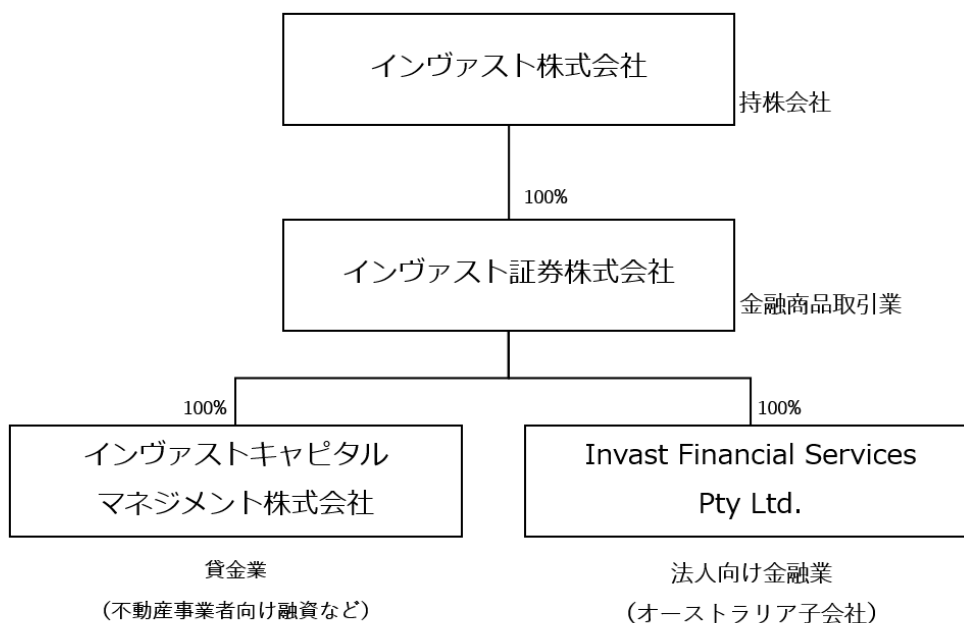 インヴァスト株式会社
持株会社
100%
インヴァスト証券株式会社
金融商品取引業
100%
インヴァストキャピタル
マネジメント株式会社
貸金業
(不動産事業者向け融資など)
100%
Invast Financial Services
Pty Ltd.
法人向け金融業
(オーストラリア子会社)